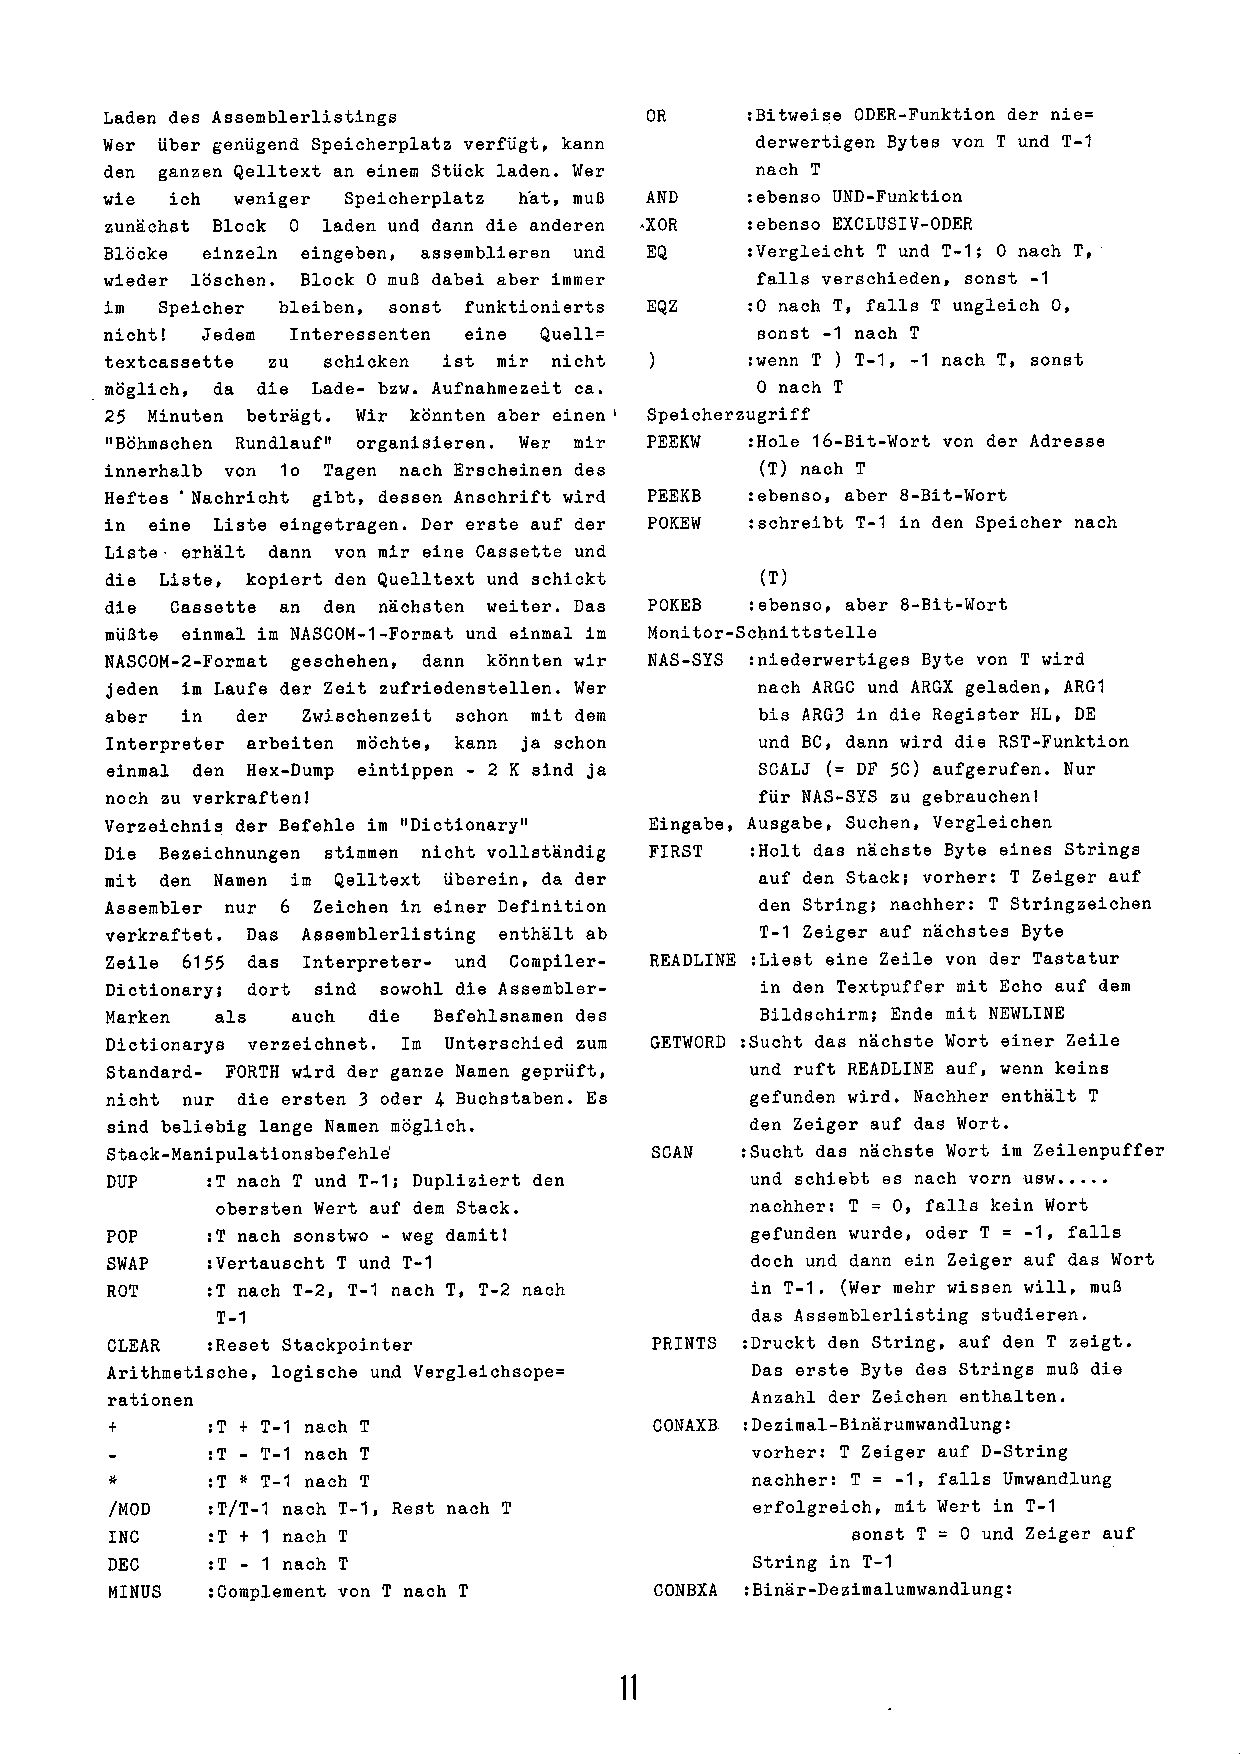 Laden des Assemblerlistings
Wer über genügend Speicherplatz verfügt, kann
den ganzen Qelltext an einem Stück laden. Wer
wie ich weniger Speicherplatz hat, muß
zunächst Block 0 laden und dann die anderen
Blöcke einzeln eingeben, assemblieren und
wieder löschen. Block 0 muß dabei aber immer
im Speicher bleiben, sonst funktionierts
nicht! Jedem Interessenten eine Quell=
textcassette zu schicken ist mir nicht
möglich, da die Lade- bzw. Aufnahmezeit ca.
25 Minuten beträgt. Wir könnten aber einen
"Böhmschen Rundlauf" organisieren. Wer mir
innerhalb von 1o Tagen nach Erscheinen des
Heftes Nachricht gibt, dessen Anschrift wird
in eine Liste eingetragen. Der erste auf der
Liste erhält dann von mir eine Cassette und
die Liste, kopiert den Quelltext und schickt
die Cassette an den nächsten weiter. Das
müßte einmal im NASCOM-1-Format und einmal im
NASCOM-2-Format geschehen, dann könnten wir
jeden im Laufe der Zeit zufriedenstellen. Wer
aber in der Zwischenzeit schon mit dem
Interpreter arbeiten möchte, kann ja schon
einmal den Hex-Dump eintippen - 2 K sind ja
noch zu verkraften!
Verzeichnis der Befehle im "Dictionary"
Die Bezeichnungen stimmen nicht vollständig
mit den Namen im Qelltext überein, da der
Assembler nur 6 Zeichen in einer Definition
verkraftet. Das Assemblerlisting enthält ab
Zeile 6155 das Interpreter- und Compiler-
Dictionary; dort sind sowohl die Assembler-
Marken als auch die Befehlsnamen des
Dictionarys verzeichnet. Im Unterschied zum
Standard- FORTH wird der ganze Namen geprüft,
nicht nur die ersten 3 oder 4 Buchstaben. Es
sind beliebig lange Namen möglich.
Stack-Manipulationsbefehle
DUP :T nach T und T-1; Dupliziert den
obersten Wert auf dem Stack.
POP :T nach sonstwo - weg damit!
SWAP :Vertauscht T und T-1
ROT :T nach T-2, T-1 nach T, T-2 nach
T-1
CLEAR :Reset Stackpointer
Arithmetische, logische und Vergleichsope=
rationen
+ :T + T-1 nach T
- :T - T-1 nach T
* :T * T-1 nach T
/MOD :T/T-1 nach T-1, Rest nach T
INC :T + 1 nach T
DEC :T - 1 nach T
MINUS :Complement von T nach T
OR :Bitweise ODER-Funktion der nie=
derwertigen Bytes von T und T-1
nach T
AND :ebenso UND-Funktion
XOR :ebenso EXCLUSIV-ODER
EQ :Vergleicht T und T-1; 0 nach T,
falls verschieden, sonst -1
EQZ :0 nach T, falls T ungleich 0,
sonst -1 nach T
) :wenn T ) T-1, -1 nach T, sonst
0 nach T
Speicherzugriff
PEEKW :Hole 16-Bit-Wort von der Adresse
(T) nach T
PEEKB :ebenso, aber 8-Bit-Wort
POKEW :schreibt T-1 in den Speicher nach
(T)
POKEB :ebenso, aber 8-Bit-Wort
Monitor-Schnittstelle
NAS-SYS :niederwertiges Byte von T wird
nach ARGC und ARGX geladen, ARG1
bis ARG3 in die Register HL, DE
und BC, dann wird die RST-Funktion
SCALJ (= DF 5C) aufgerufen. Nur
für NAS-SYS zu gebrauchen!
Eingabe, Ausgabe, Suchen, Vergleichen
FIRST :Holt das nächste Byte eines Strings
auf den Stack; vorher: T Zeiger auf
den String; nachher: T Stringzeichen
T-1 Zeiger auf nächstes Byte
READLINE :Liest eine Zeile von der Tastatur
in den Textpuffer mit Echo auf dem
Bildschirm; Ende mit NEWLINE
GETWORD :Sucht das nächste Wort einer Zeile
und ruft READLINE auf, wenn keins
gefunden wird. Nachher enthält T
den Zeiger auf das Wort.
SCAN :Sucht das nächste Wort im Zeilenpuffer
und schiebt es nach vorn usw.....
nachher: T = 0, falls kein Wort
gefunden wurde, oder T = -1, falls
doch und dann ein Zeiger auf das Wort
in T-1. (Wer mehr wissen will, muß
das Assemblerlisting studieren.
PRINTS :Druckt den String, auf den T zeigt.
Das erste Byte des Strings muß die
Anzahl der Zeichen enthalten.
CONAXB :Dezimal-Binärumwandlung:
vorher: T Zeiger auf D-String
nachher: T = -1, falls Umwandlung
erfolgreich, mit Wert in T-1
sonst T = 0 und Zeiger auf
String in T-1
CONBXA :Binär-Dezimalumwandlung:
11